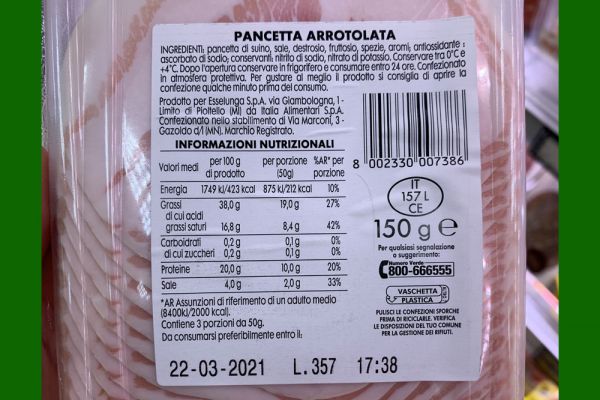 PANCETTA ARROTOLATA
INGREDIENTI: pancetta di suino, sale, destrosio, fruttosio, spezie, aromi, antiossidante :
ascorbato di sodio; conservanti: nitrito di sodio, nitrato di potassio. Conservare tra 0°C e
+4°C. Dopo l'apertura conservare in frigorifero e consumare entro 24 ore. Confezionato
in atmosfera protettiva. Per gustare al meglio il prodotto si consiglia di aprire la
confezione qualche minuto prima del consumo.
Prodotto per Esselunga S.p.A. via Giambologna, 1 -
Limito di Pioltello (MI) da Italia Alimentari S.p.A.
Confezionato nello stabilimento di Via Marconi, 3 -
Gazoldo d/I (MN). Marchio Registrato.
INFORMAZIONI NUTRIZIONALI
Valori medi per 100 g di prodotto per porzione (50g) %AR* per porzione
Energia 1749 kJ/423 kcal 875 kJ/212 kcal 10%
Grassi 38,0 g 19,0 g 27%
di cui acidi
grassi saturi 16,8 g 8,4 g 42%
Carboidrati 0,2 g 0,1 g 0%
di cui zuccheri 0,2 g 0,1 g 0%
Proteine 20,0 g 10,0 g 20%
Sale 4,0 g 2,0 g 33%
*AR Assunzioni di riferimento di un adulto medio
(8400kJ/2000 kcal).
Contiene 3 porzioni da 50g.
Da consumarsi preferibilmente entro il:
22-03-2021 L.357 17:38
8 002330 007386
IT
157 L
CE
150 g e
Per qualsiasi segnalazione
o suggerimento:
Numero Verde
800-666555
VASCHETTA
PLASTICA
PULISCI LE CONFEZIONI SPORCHE
PRIMA DI RICICLARLE. VERIFICA
LE DISPOSIZIONI DEL TUO COMUNE
PER LA GESTIONE DEI RIFIUTI.